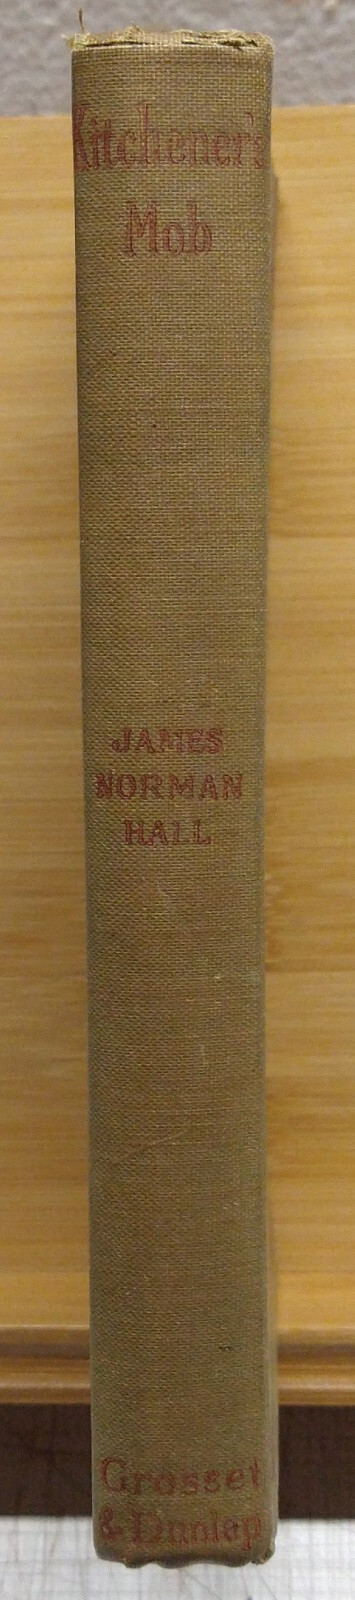 Kitchener's
Mob
JAMES
NORMAN
HALL
Grosset
& Dunlap